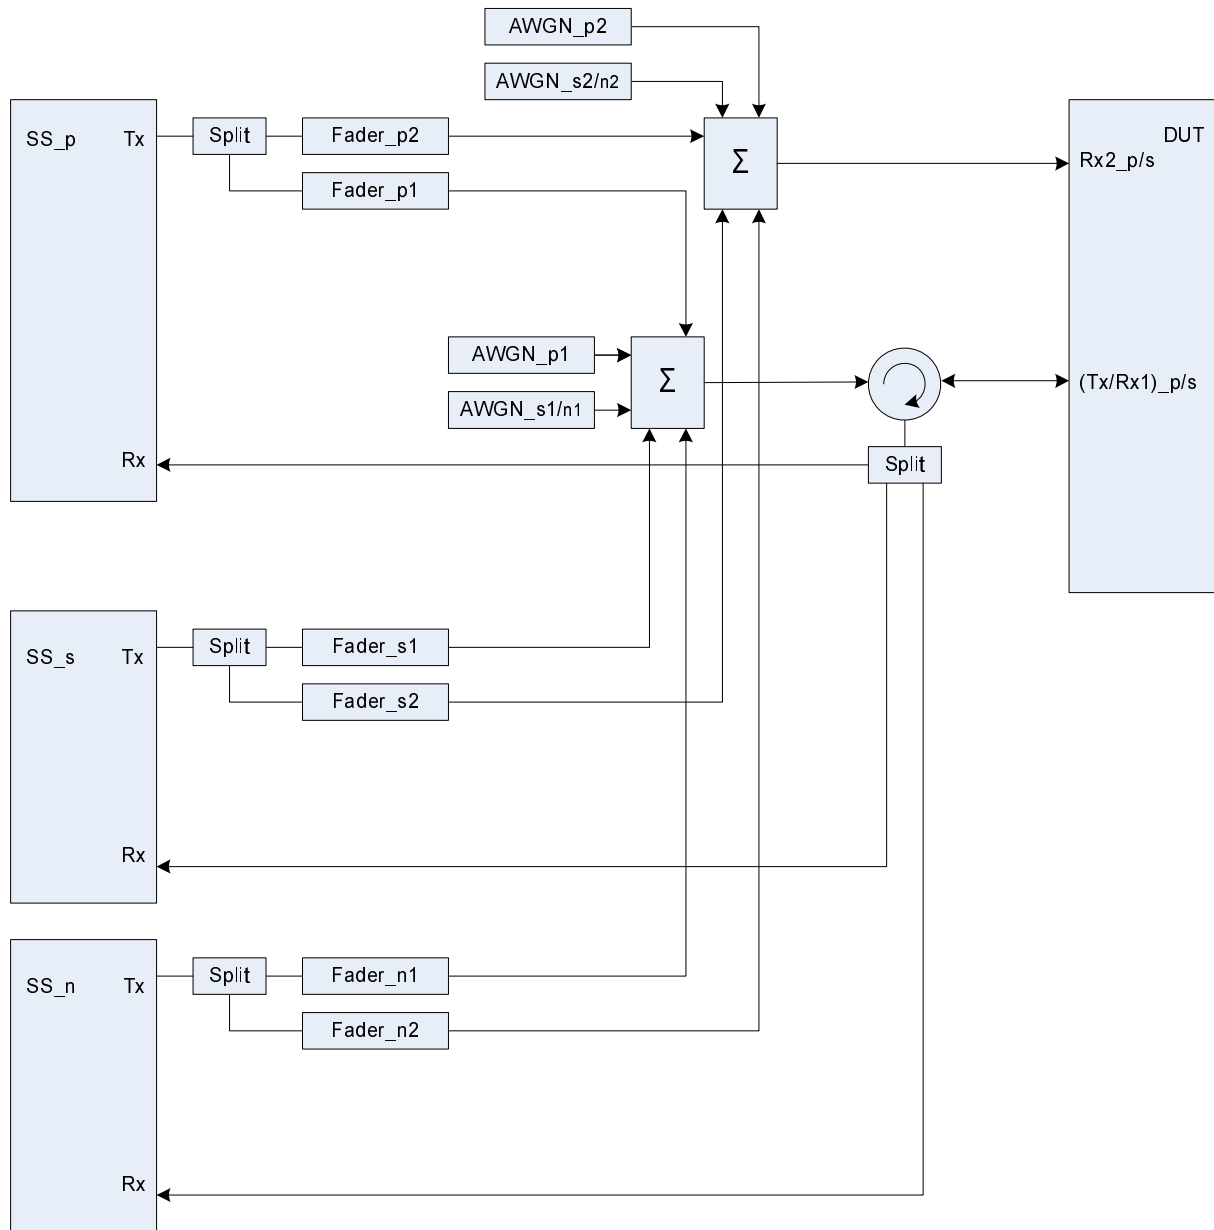 AWGN_p2
AWGN_s2/n2
SS_p
Tx
Split
Fader_p2
Fader_p1
Σ
DUT
Rx2_p/s
AWGN_p1
AWGN_s1/n1
Σ
(Tx/Rx1)_p/s
Rx
Split
SS_s
Tx
Split
Fader_s1
Fader_s2
Rx
SS_n
Tx
Split
Fader_n1
Fader_n2
Rx